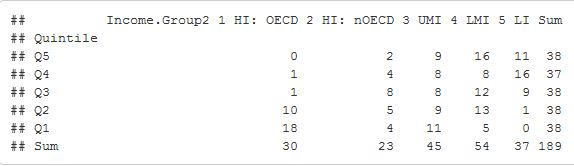 ## Income.Group2 1 HI: OECD 2 HI: nOECD 3 UMI 4 LMI 5 LI Sum
## Quintile
## Q5 0 2 9 16 11 38
## Q4 1 4 8 8 16 37
## Q3 1 8 8 12 9 38
## Q2 10 5 9 13 1 38
## Q1 18 4 11 5 0 38
## Sum 30 23 45 54 37 189